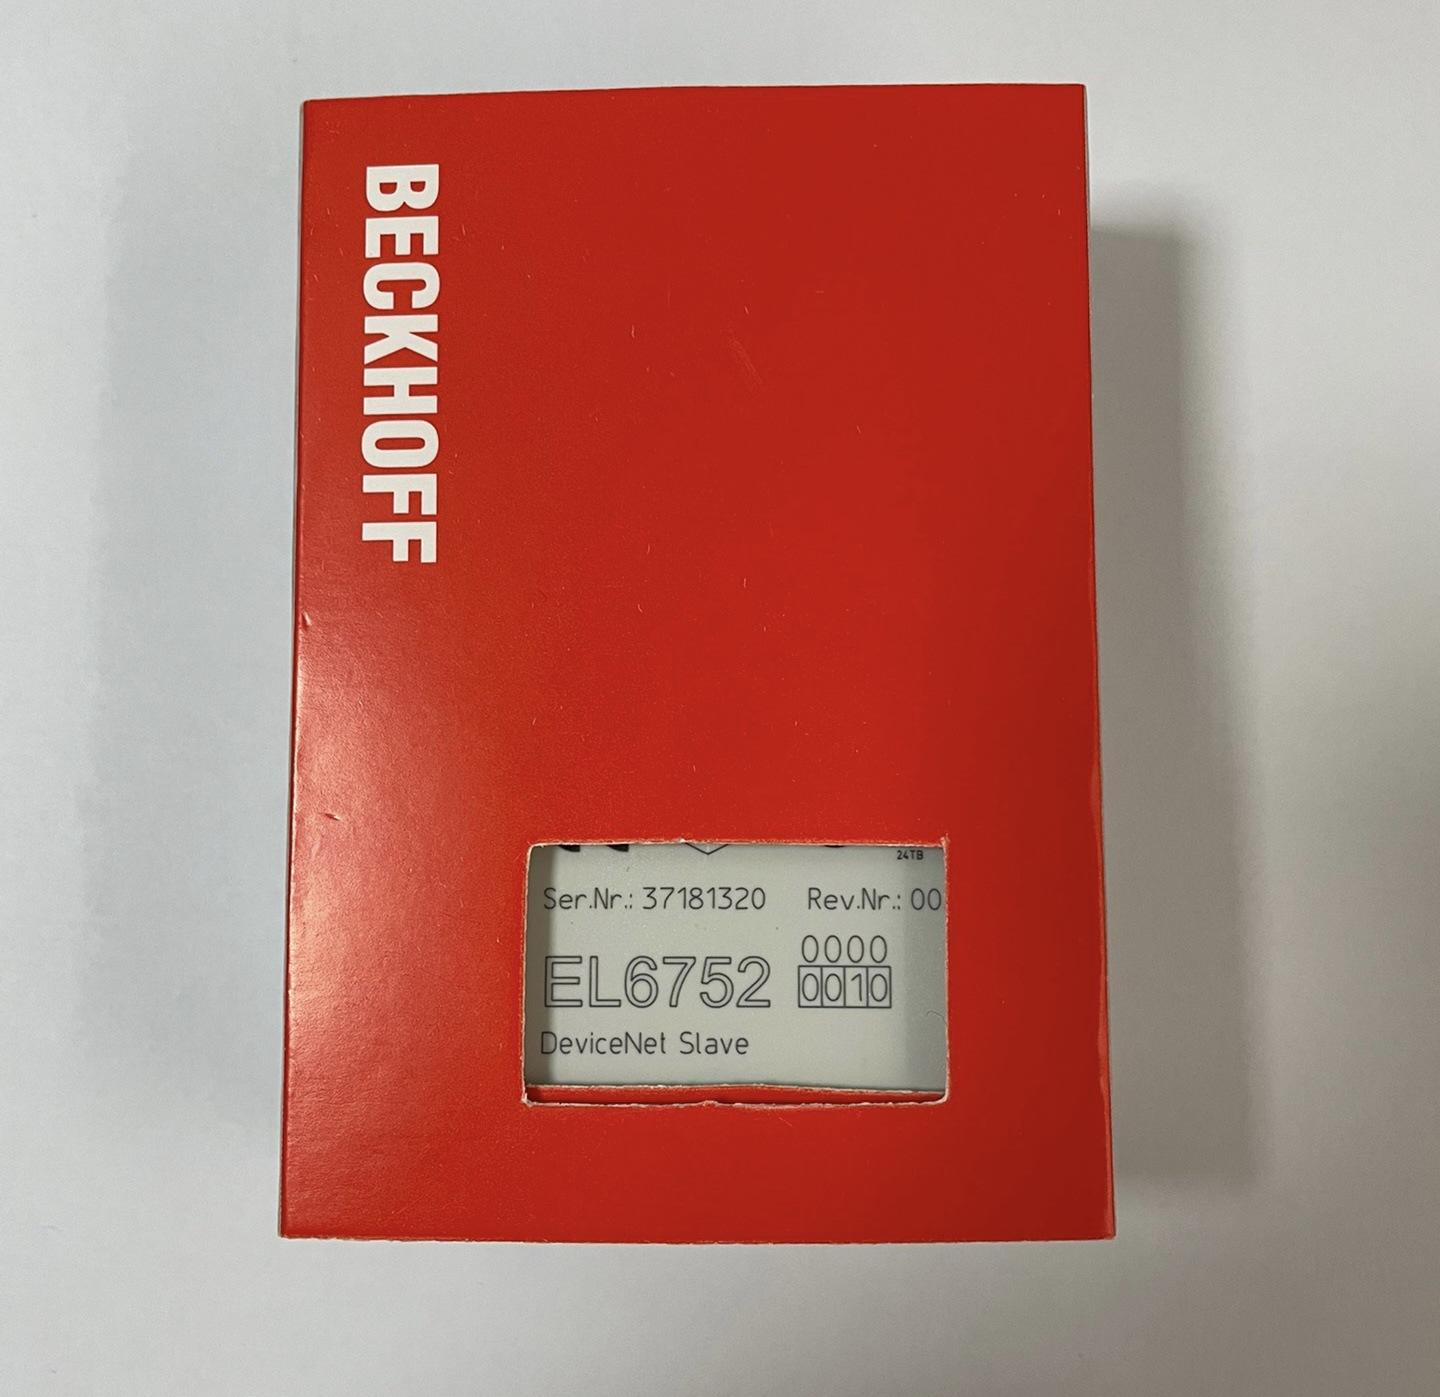 BECKHOFF
24TB
Ser.Nr.: 37181320 Rev.Nr.: 00
0000
EL6752 0010
DeviceNet Slave